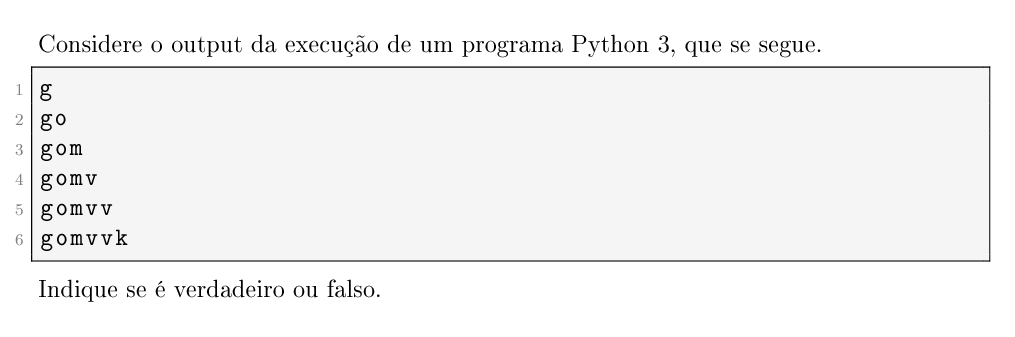 Considere o output da execução de um programa Python 3, que se segue.
1 g
2 go
3 gom
4 gomv
5 gomvv
6 gomvvk
Indique se é verdadeiro ou falso.